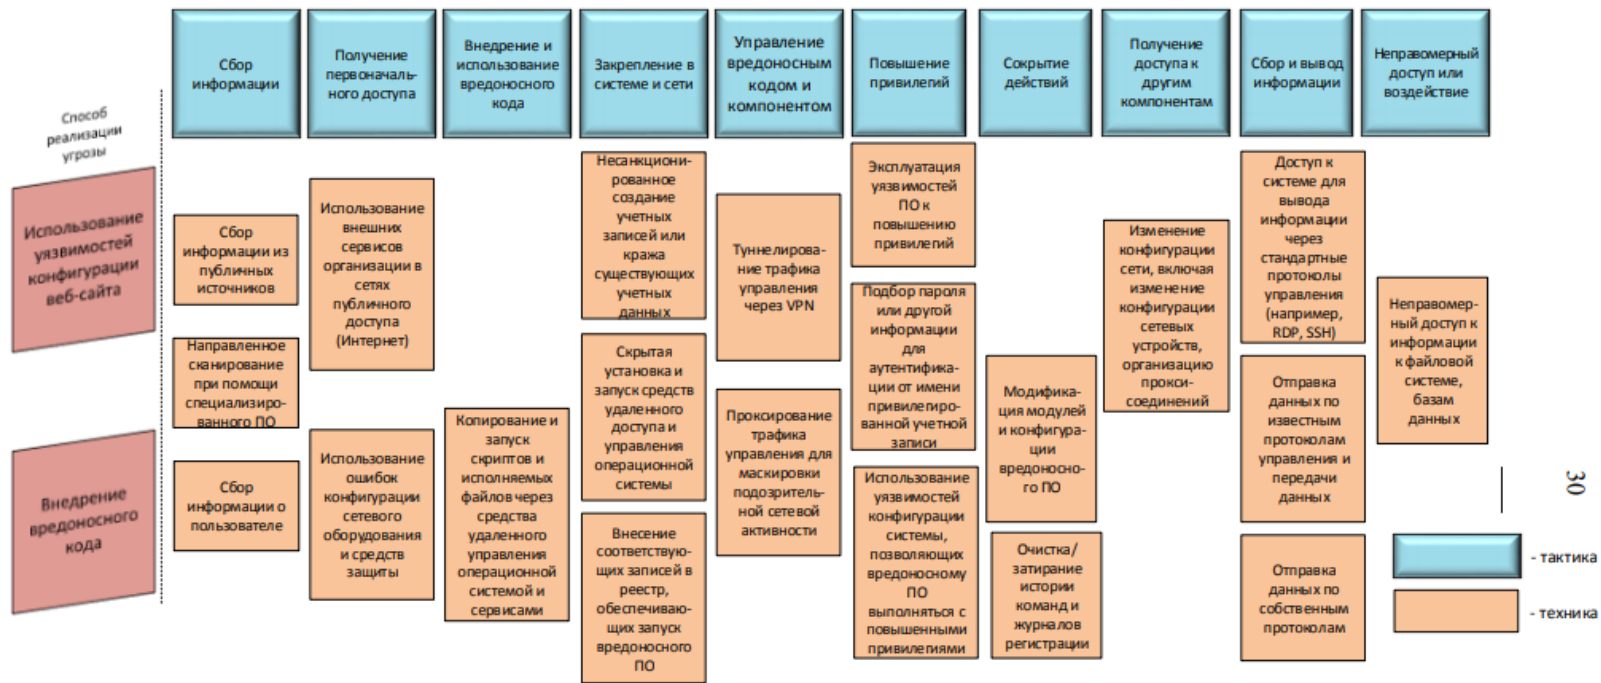 Сбор
информации
Получение
первоначаль-
ного доступа
Внедрение и
использование
вредоносного
кода
Закрепление в
системе и сети
Управление
вредоносным
кодом и
компонентом
Повышение
привилегий
Сокрытие
действий
Получение
доступа к
другим
компонентам
Сбор и вывод
информации
Неправомерный
доступ или
воздействие
Способ
реализации
угрозы
Использование
уязвимостей
конфигурации
веб-сайта
Внедрение
вредоносного
кода
Сбор
информации из
публичных
источников
Направленное
сканирование
при помощи
специализиро-
ванного ПО
Сбор
информации о
пользователе
Использование
внешних
сервисов
организации в
сетях
публичного
доступа
(Интернет)
Использование
ошибок
конфигурации
сетевого
оборудования
и средств
защиты
Копирование и
запуск
скриптов и
исполняемых
файлов через
средства
удаленного
управления
операционной
системой и
сервисами
Несанкциони-
рованное
создание
учетных
записей или
кража
существующих
учетных
данных
Скрытая
установка и
запуск средств
удаленного
доступа и
управления
операционной
системы
Внесение
соответствую-
щих записей в
реестр,
обеспечиваю-
щих запуск
вредоносного
ПО
Туннелирова-
ние трафика
управления
через VPN
Проксирование
трафика
управления для
маскировки
подозритель-
ной сетевой
активности
Эксплуатация
уязвимостей
ПО к
повышению
привилегий
Подбор пароля
или другой
информации
для
аутентифика-
ции от имени
привилегиро-
ванной учетной
записи
Использование
уязвимостей
конфигурации
системы,
позволяющих
вредоносному
ПО
выполняться с
повышенными
привилегиями
Модифика-
ция модулей
и конфигура-
ции
вредоносно-
го ПО
Очистка/
затирание
истории
команд и
журналов
регистрации
Изменение
конфигурации
сети, включая
изменение
конфигурации
сетевых
устройств,
организацию
прокси-
соединений
Доступ к
системе для
вывода
информации
через
стандартные
протоколы
управления
(например,
RDP, SSH)
Отправка
данных по
известным
протоколам
управления и
передачи
данных
Отправка
данных по
собственным
протоколам
Неправомер-
ный доступ к
информации
к файловой
системе,
базам
данных
30
- тактика
- техника